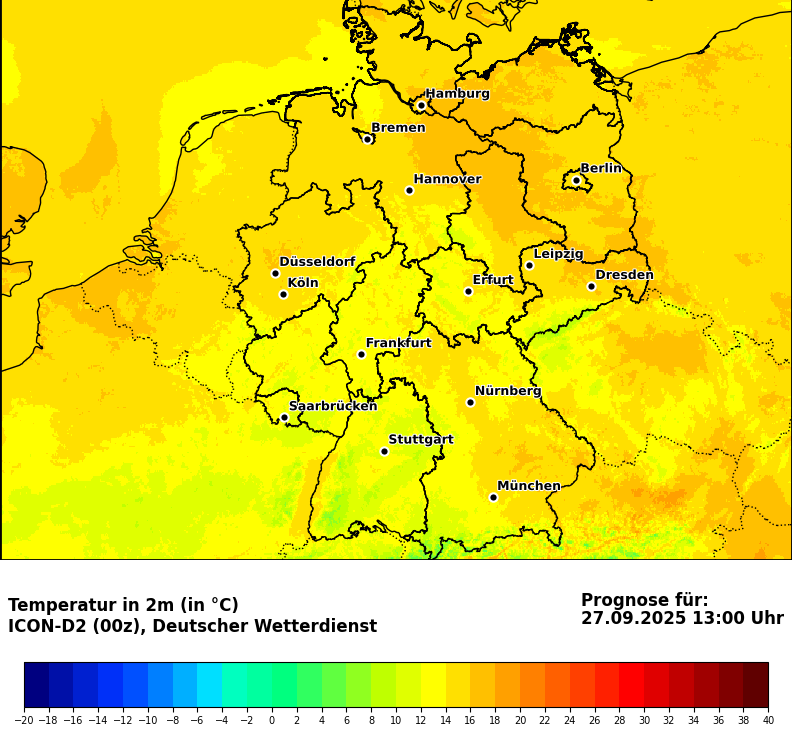 Hamburg
Bremen
Berlin
Hannover
Leipzig
Düsseldorf
Dresden
Köln
Erfurt
Frankfurt
Nürnberg
Saarbrücken
Stuttgart
München
Temperatur in 2m (in °C)
ICON-D2 (00z), Deutscher Wetterdienst
Prognose für:
27.09.2025 13:00 Uhr
−20 −18 −16 −14 −12 −10 −8 −6 −4 −2 0 2 4 6 8 10 12 14 16 18 20 22 24 26 28 30 32 34 36 38 40